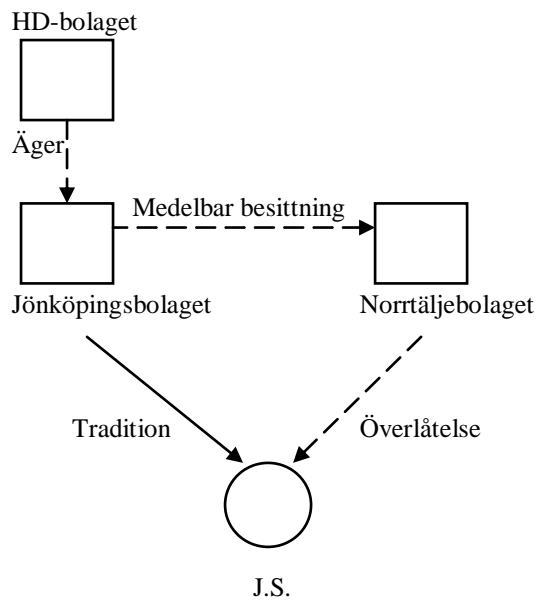 HD-bolaget
Äger
Medelbar besittning
Jönköpingsbolaget
Norrtäljebolaget
Tradition
Överlåtelse
J.S.